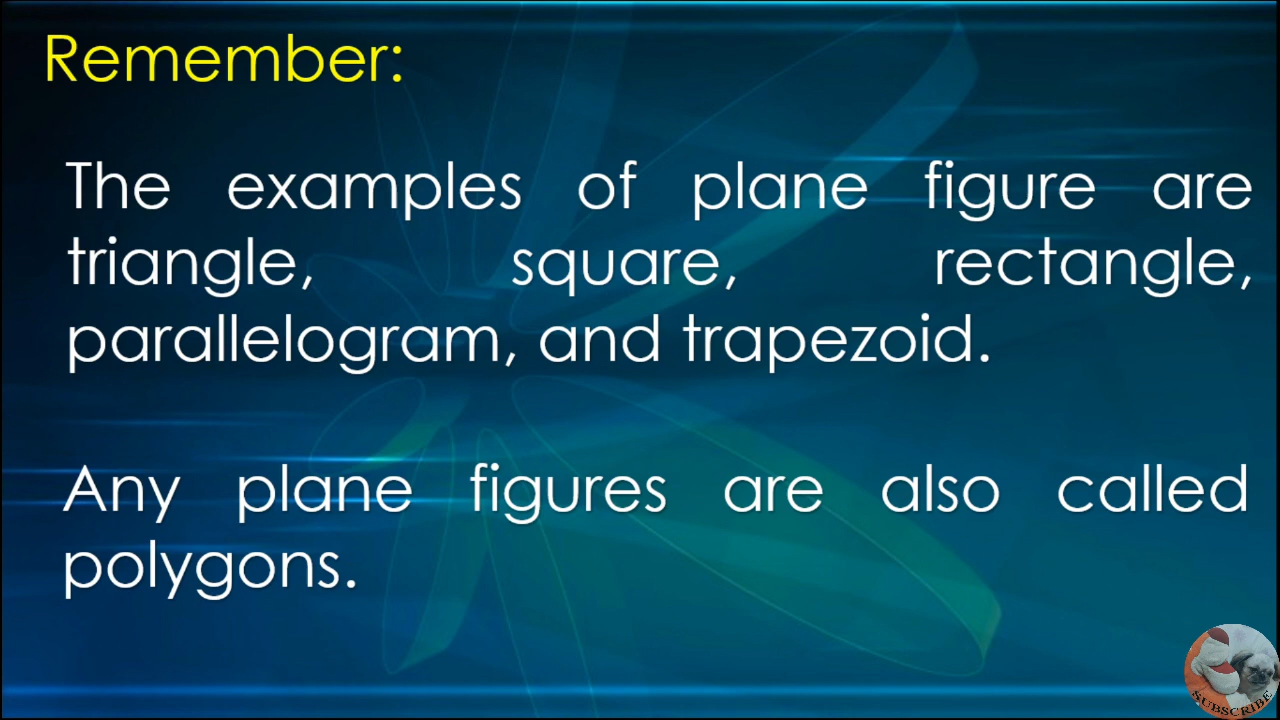 Remember:
The examples of plane figure are
triangle, square, rectangle,
parallelogram, and trapezoid.
Any plane figures are also called
polygons.
SUBSCRIBE